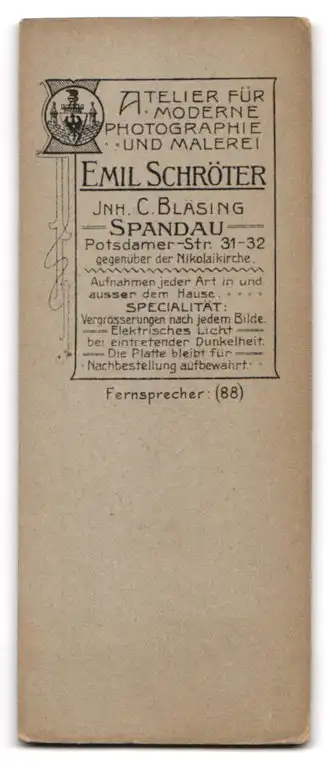 ATELIER FÜR
MODERNE
PHOTOGRAPHIE
UND MALEREI
EMIL SCHRÖTER
JNH. C. BLÄSING
SPANDAU
Potsdamer-Str. 31-32
gegenüber der Nikolaikirche.
Aufnahmen jeder Art in und
ausser dem Hause.
SPECIALITÄT:
Vergrösserungen nach jedem Bilde.
Elektrisches Licht
bei eintretender Dunkelheit.
Die Platte bleibt für
Nachbestellung aufbewahrt.
Fernsprecher: (88)